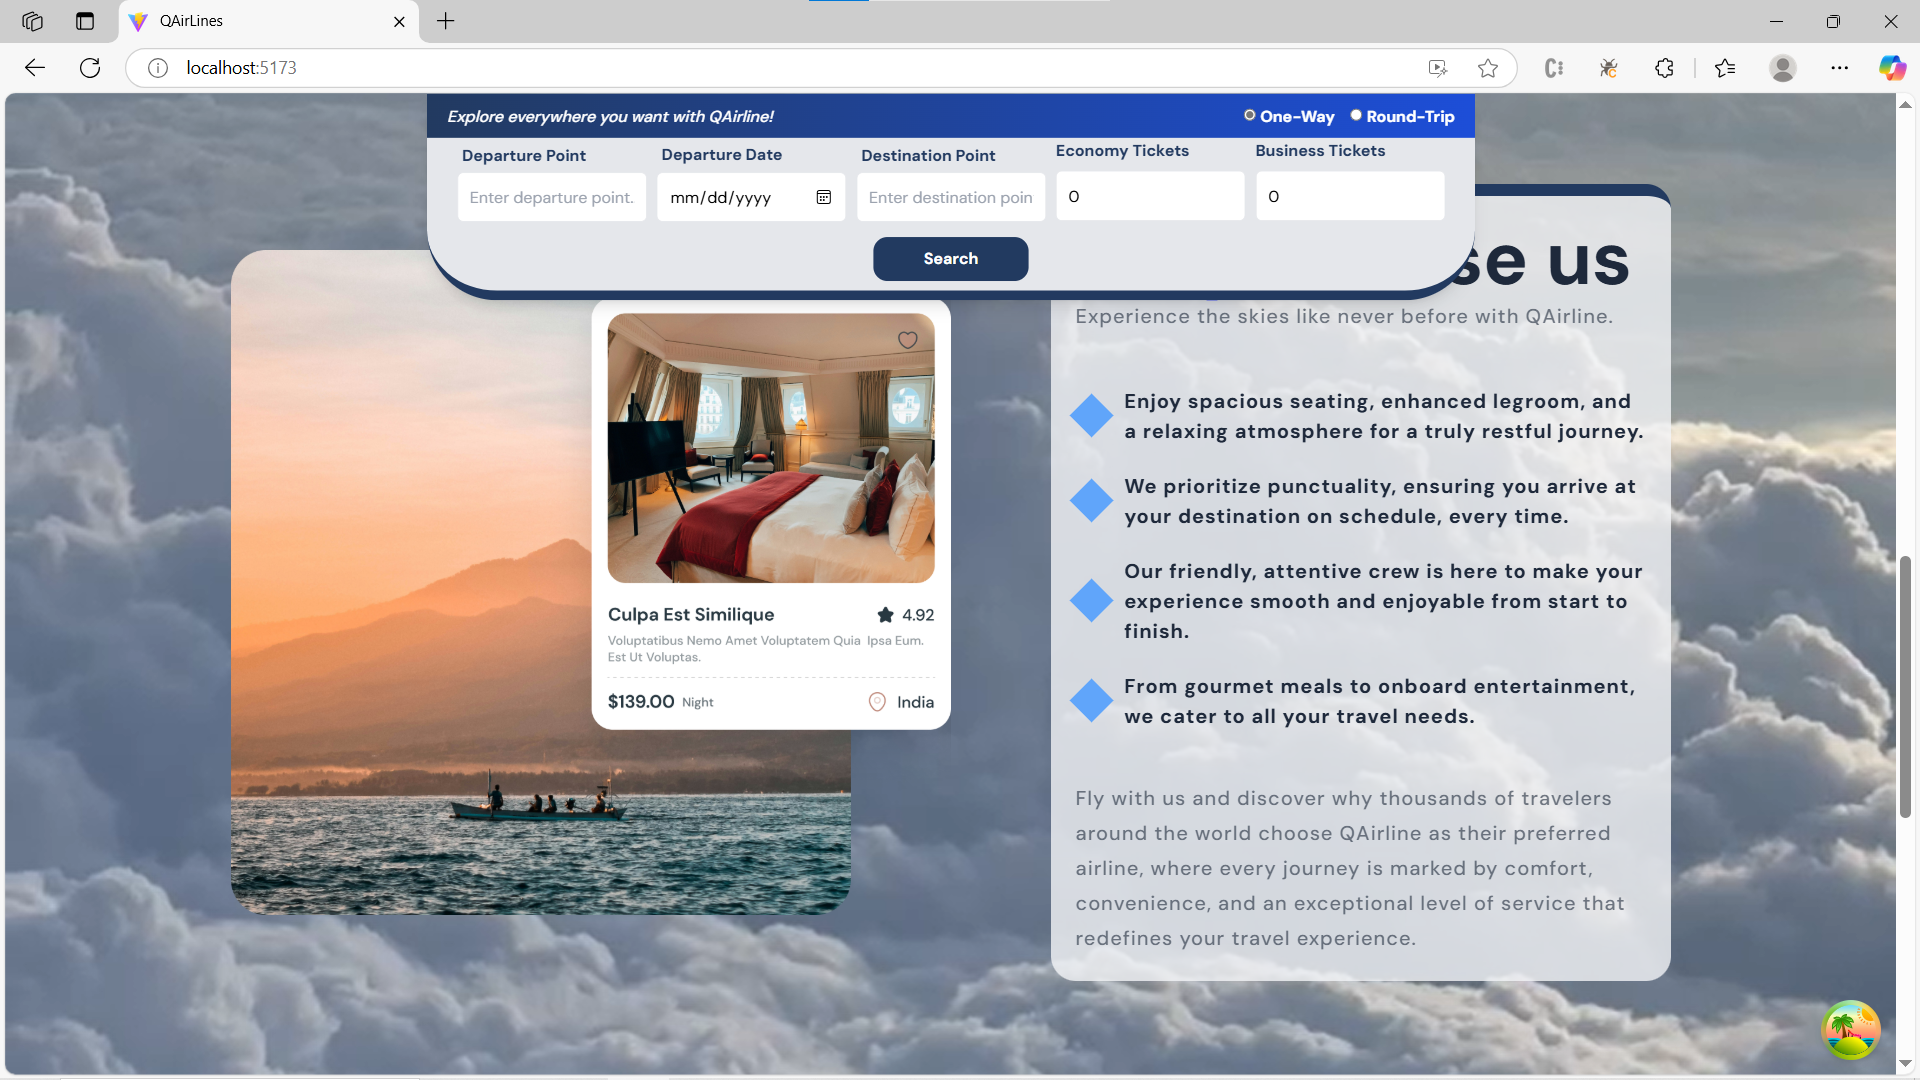 QAirLines
localhost:5173
Explore everywhere you want with QAirline!
One-Way Round-Trip
Departure Point
Departure Date
Destination Point
Economy Tickets
Business Tickets
Enter departure point.
mm/dd/yyyy
Enter destination poin
0
0
Search
Culpa Est Similique
4.92
Voluptatibus Nemo Amet Voluptatem Quia Ipsa Eum.
Est Ut Voluptas.
$139.00 Night
India
se us
Experience the skies like never before with QAirline.
Enjoy spacious seating, enhanced legroom, and
a relaxing atmosphere for a truly restful journey.
We prioritize punctuality, ensuring you arrive at
your destination on schedule, every time.
Our friendly, attentive crew is here to make your
experience smooth and enjoyable from start to
finish.
From gourmet meals to onboard entertainment,
we cater to all your travel needs.
Fly with us and discover why thousands of travelers
around the world choose QAirline as their preferred
airline, where every journey is marked by comfort,
convenience, and an exceptional level of service that
redefines your travel experience.